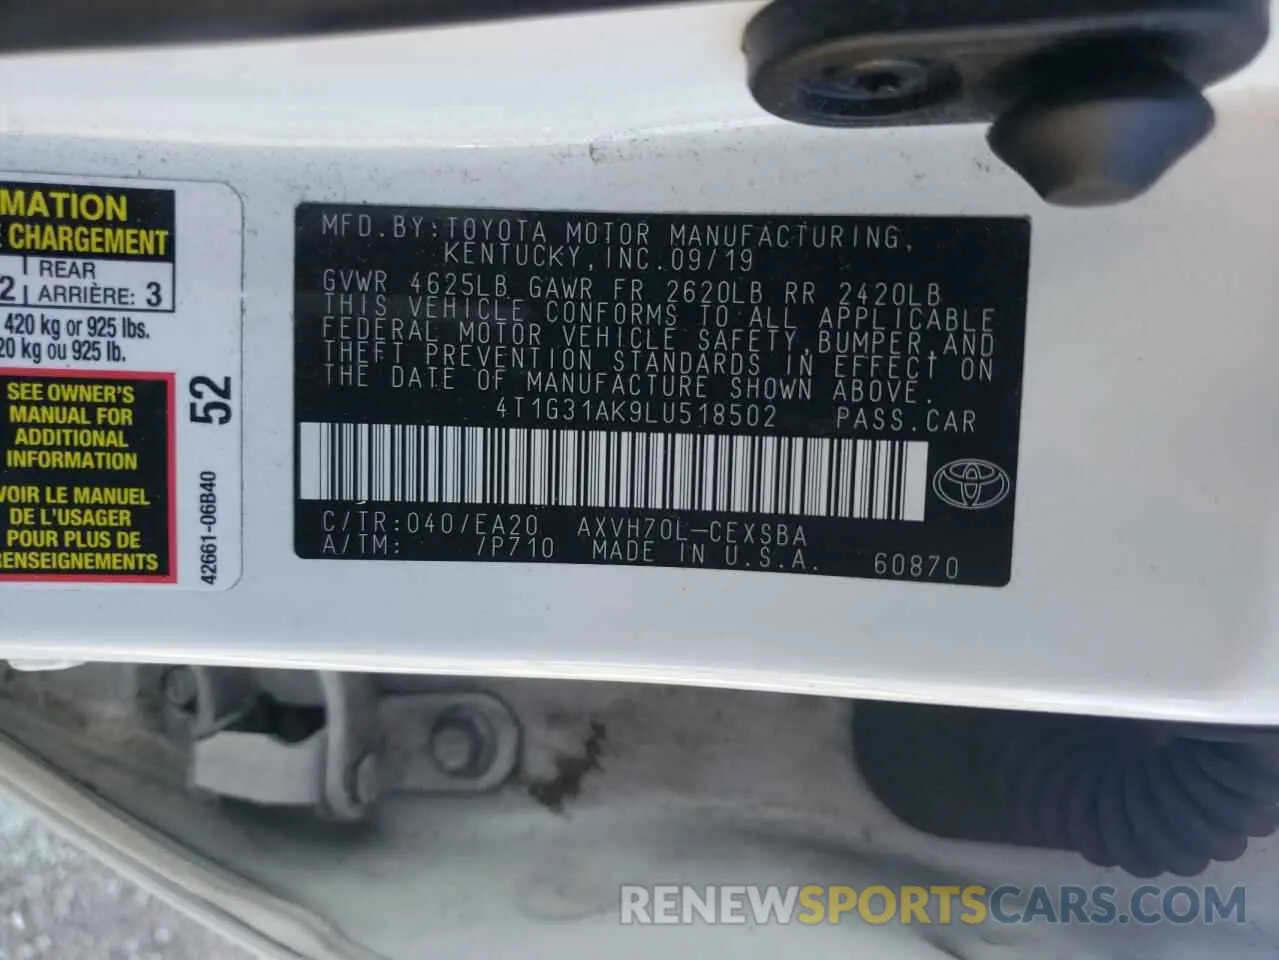 MATION
E CHARGEMENT
2 REAR
ARRIÈRE: 3
420 kg or 925 lbs.
20 kg ou 925 lb.
SEE OWNER'S
MANUAL FOR
ADDITIONAL
INFORMATION
VOIR LE MANUEL
DE L'USAGER
POUR PLUS DE
RENSEIGNEMENTS
52
42661-06B40
MFD.BY:TOYOTA MOTOR MANUFACTURING,
KENTUCKY,INC.09/19
GVWR 4625LB GAWR FR 2620LB RR 2420LB
THIS VEHICLE CONFORMS TO ALL APPLICABLE
FEDERAL MOTOR VEHICLE SAFETY,BUMPER,AND
THEFT PREVENTION STANDARDS IN EFFECT ON
THE DATE OF MANUFACTURE SHOWN ABOVE.
4T1G31AK9LU518502 PASS.CAR
C/TR:040/EA20 AXVH70L-CEXSBA
A/TM: /P710 MADE IN U.S.A. 60870
RENEWSPORTSCARS.COM